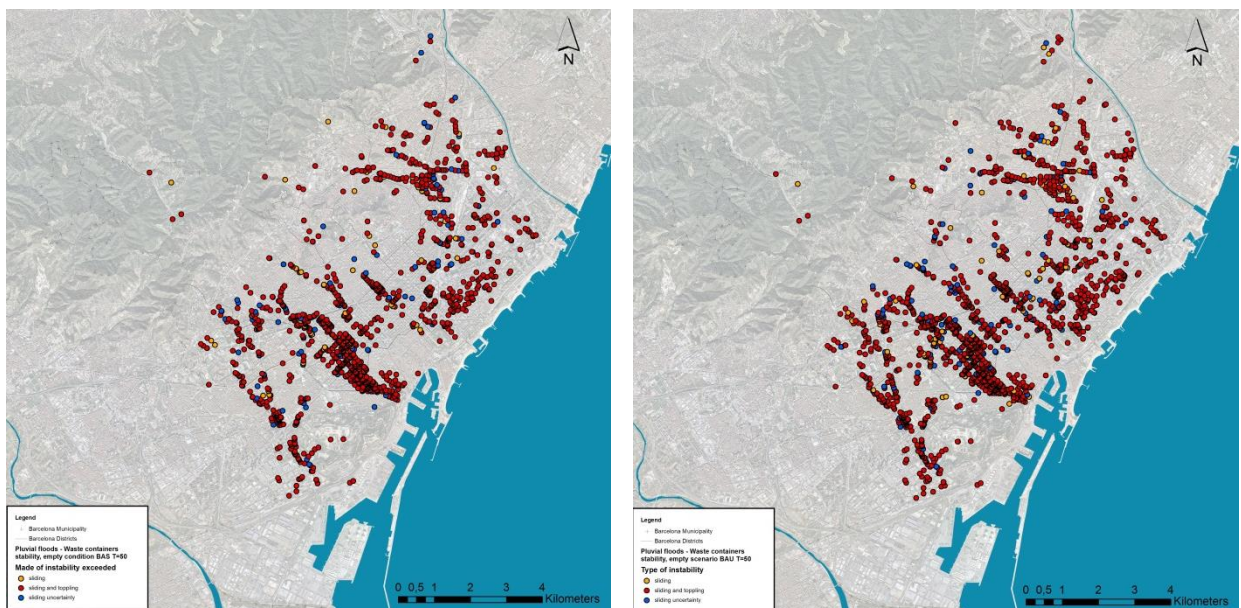 N
Legend
Barcelona Municipality
Barcelona Districts
Pluvial floods - Waste containers
stability, empty condition BAS T=50
Made of instability exceeded
sliding
sliding and toppling
sliding uncertainty
0 0,5 1 2 3 4
Kilometers
N
Legend
Barcelona Municipality
Barcelona Districts
Pluvial floods - Waste containers
stability, empty scenario BAU T=50
Type of instability
sliding
sliding and toppling
sliding uncertainty
0 0,5 1 2 3 4
Kilometers